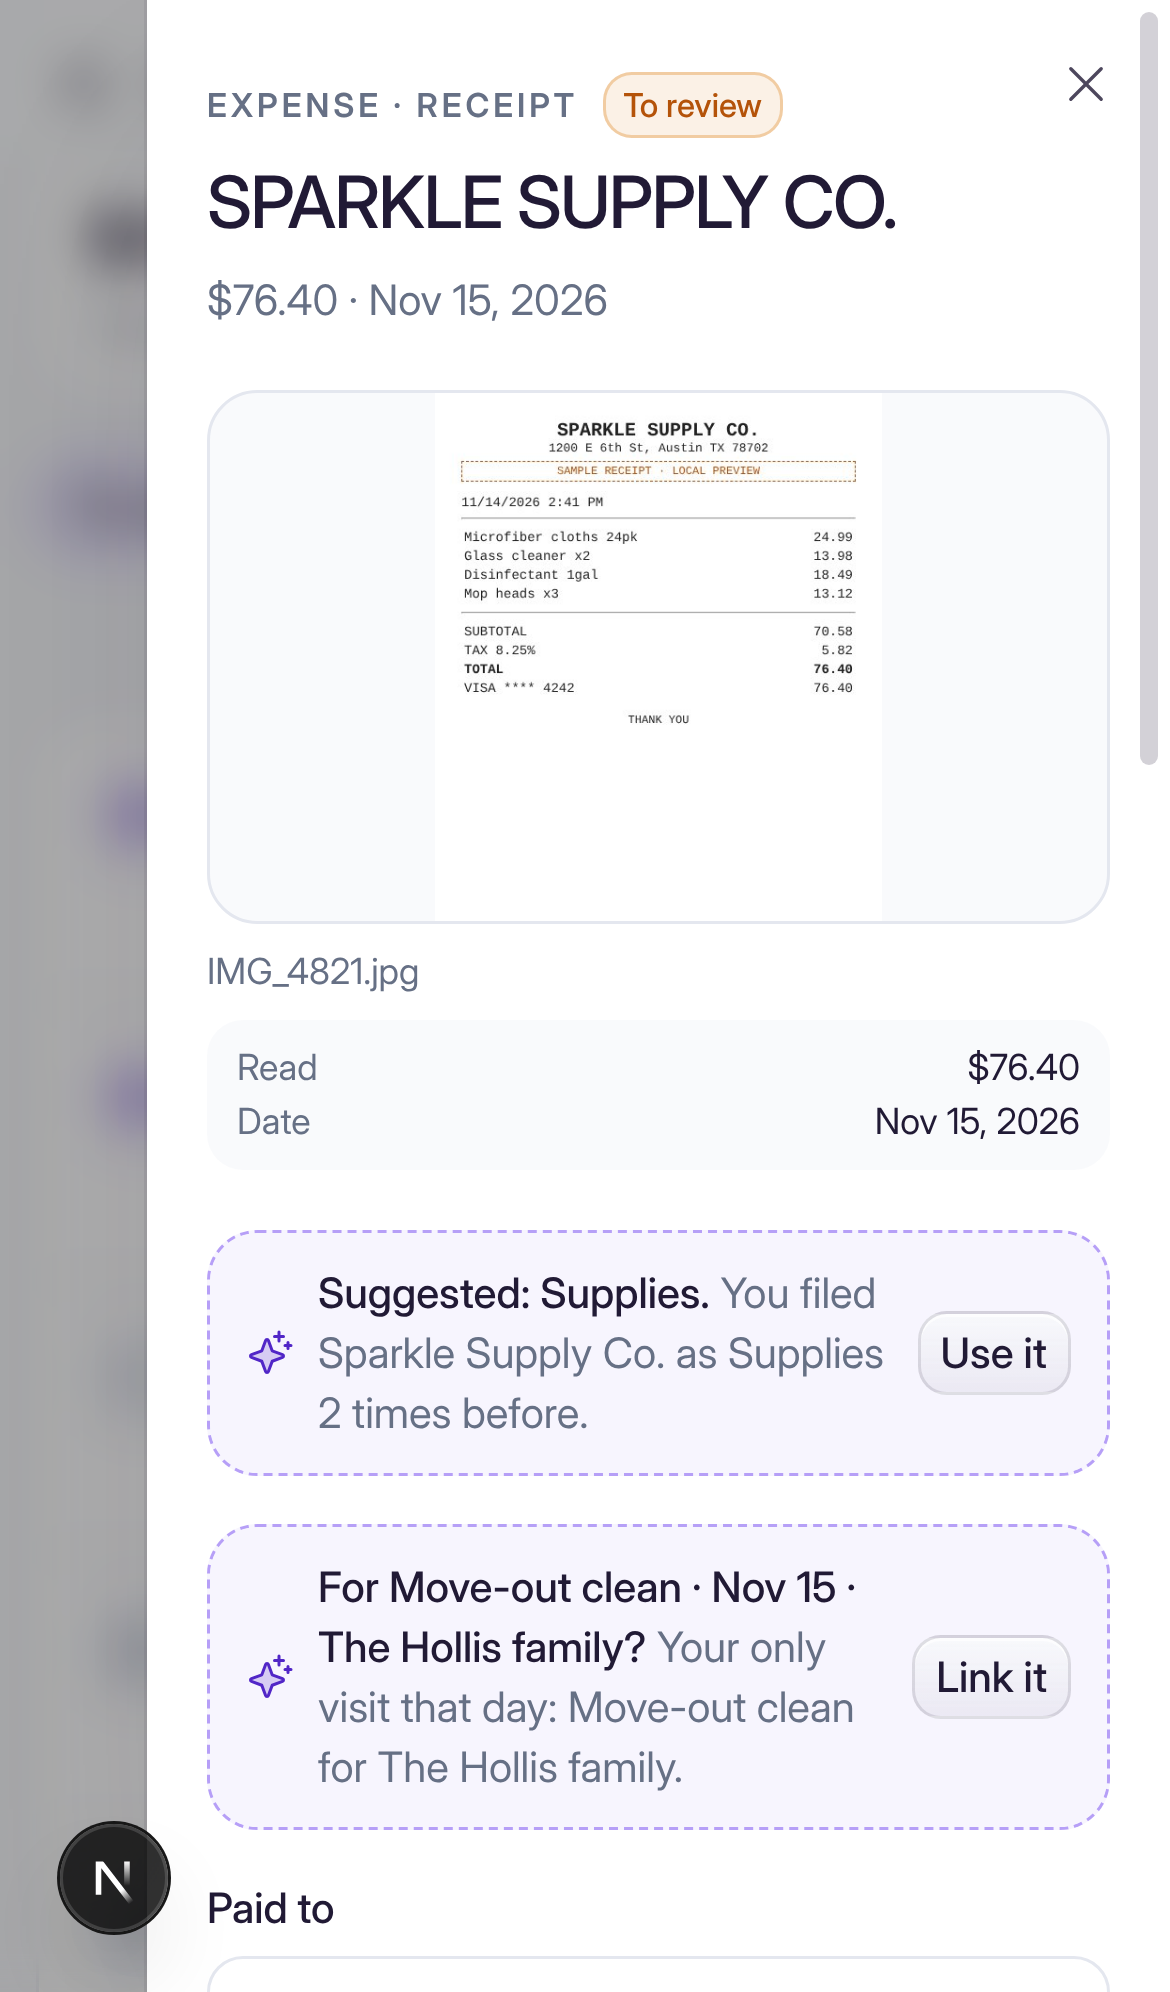 EXPENSE · RECEIPT To review
SPARKLE SUPPLY CO.
$76.40 · Nov 15, 2026
SPARKLE SUPPLY CO.
1200 E 6th St, Austin TX 78702
SAMPLE RECEIPT · LOCAL PREVIEW
11/14/2026 2:41 PM
Microfiber cloths 24pk 24.99
Glass cleaner x2 13.98
Disinfectant 1gal 18.49
Mop heads x3 13.12
SUBTOTAL 70.58
TAX 8.25% 5.82
TOTAL 76.40
VISA **** 4242 76.40
THANK YOU
IMG_4821.jpg
Read $76.40
Date Nov 15, 2026
Suggested: Supplies. You filed
Sparkle Supply Co. as Supplies
2 times before.
Use it
For Move-out clean · Nov 15 ·
The Hollis family? Your only
visit that day: Move-out clean
for The Hollis family.
Link it
N
Paid to